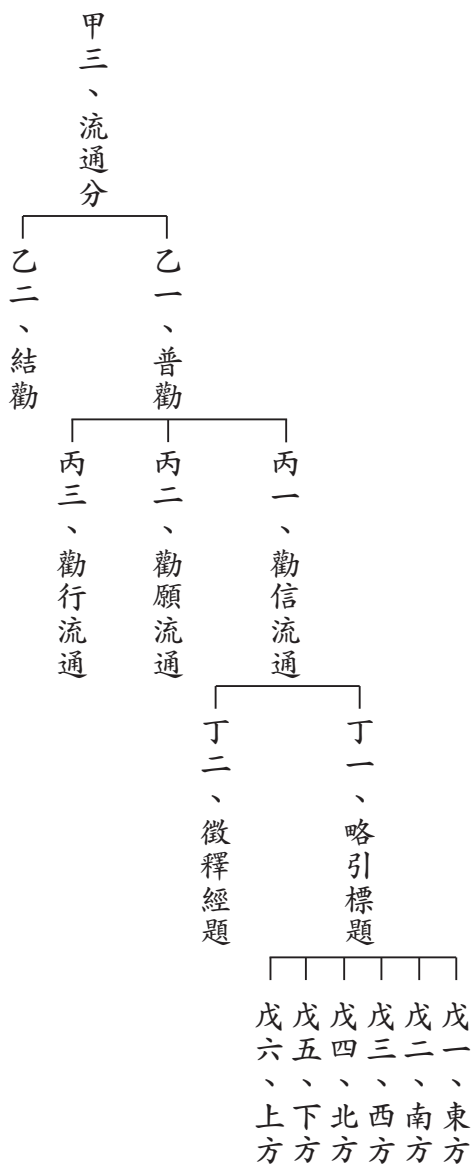 甲三、流通分
乙一、普勸
乙二、結勸
丙一、勸信流通
丙二、勸願流通
丙三、勸行流通
丁一、略引標題
丁二、徵釋經題
戊一、東方
戊二、南方
戊三、西方
戊四、北方
戊五、下方
戊六、上方